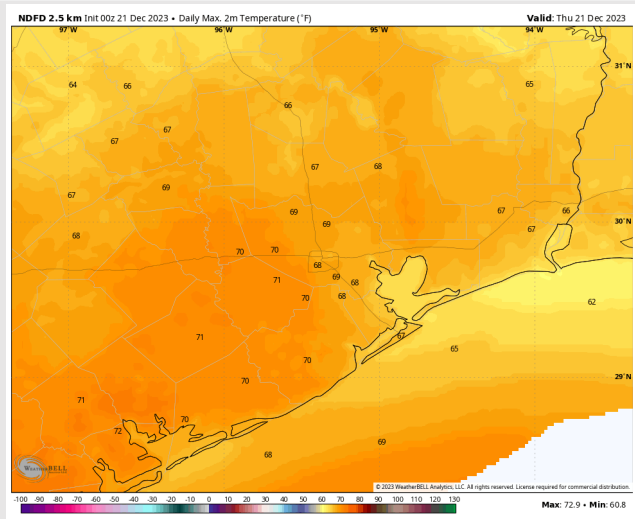 NDFD 2.5 km Init 00z 21 Dec 2023 • Daily Max. 2m Temperature (°F)
Valid: Thu 21 Dec 2023
97°W 96°W 95°W 94°W
31°N
64 66 65
66
67
67
67 68
67 69
69 67 66
68 69 67
30°N
70 70
68
71 69 68
70 68
62
71 67
65
70
29°N
70
71
70
72
69
68
WEATHERBELL
© 2023 WeatherBELL Analytics, LLC. All rights reserved. License required for commercial distribution.
-100 -90 -80 -70 -60 -50 -40 -30 -20 -10 0 10 20 30 40 50 60 70 80 90 100 110 120 130
Max: 72.9 • Min: 60.8